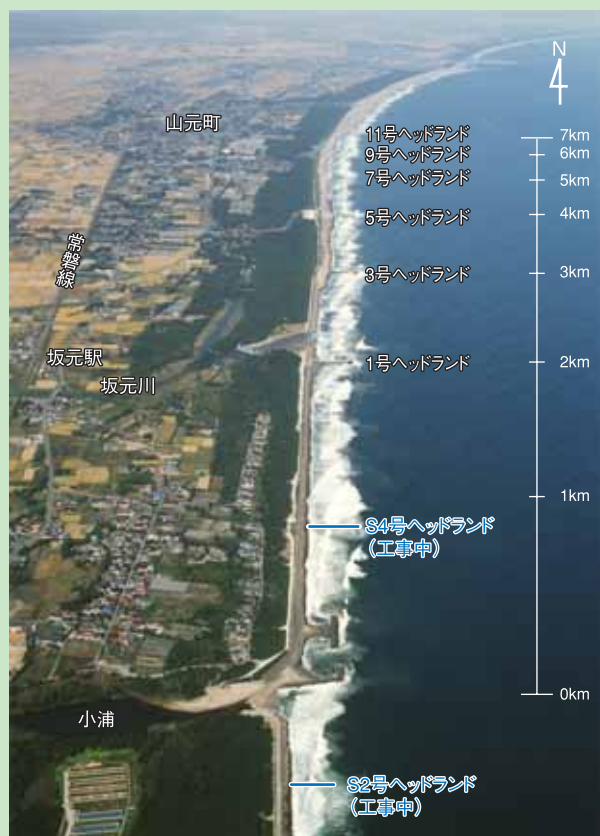 N
山元町
11号ヘッドランド
7km
9号ヘッドランド
6km
7号ヘッドランド
5km
5号ヘッドランド
4km
常磐線
3号ヘッドランド
3km
坂元駅
1号ヘッドランド
2km
坂元川
1km
S4号ヘッドランド
(工事中)
0km
小浦
S2号ヘッドランド
(工事中)